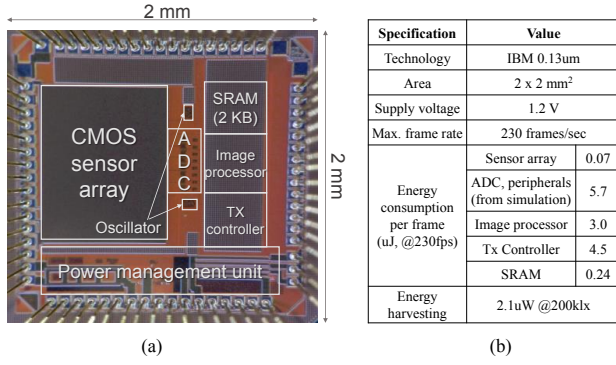 2 mm
2 mm
CMOS
sensor
array
SRAM
(2 KB)
A
D
C
Image
processor
TX
controller
Oscillator
Power management unit
(a)
Specification Value
Technology IBM 0.13um
Area 2 x 2 mm²
Supply voltage 1.2 V
Max. frame rate 230 frames/sec
Energy
consumption
per frame
(uJ, @230fps)
Sensor array 0.07
ADC, peripherals
(from simulation) 5.7
Image processor 3.0
Tx Controller 4.5
SRAM 0.24
Energy
harvesting
2.1uW @200klx
(b)